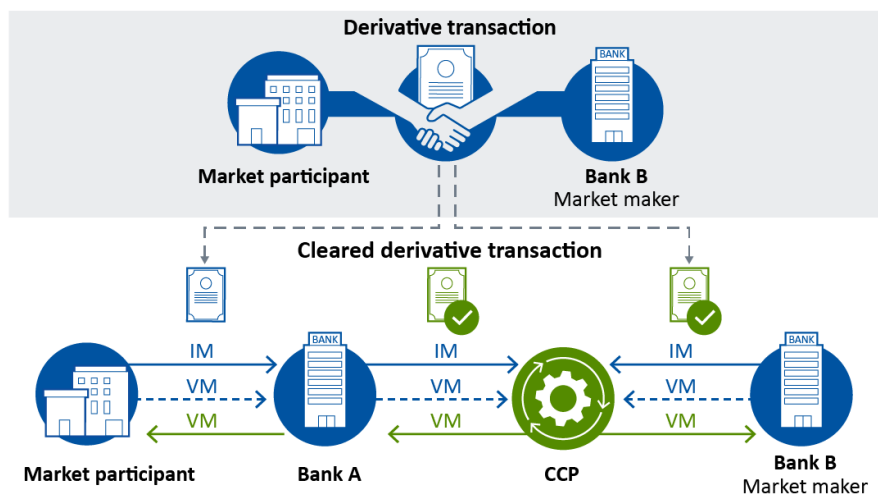 Derivative transaction
BANK
Market participant
Bank B
Market maker
Cleared derivative transaction
BANK
BANK
IM
IM
IM
VM
VM
VM
VM
VM
VM
Market participant
Bank A
CCP
Bank B
Market maker